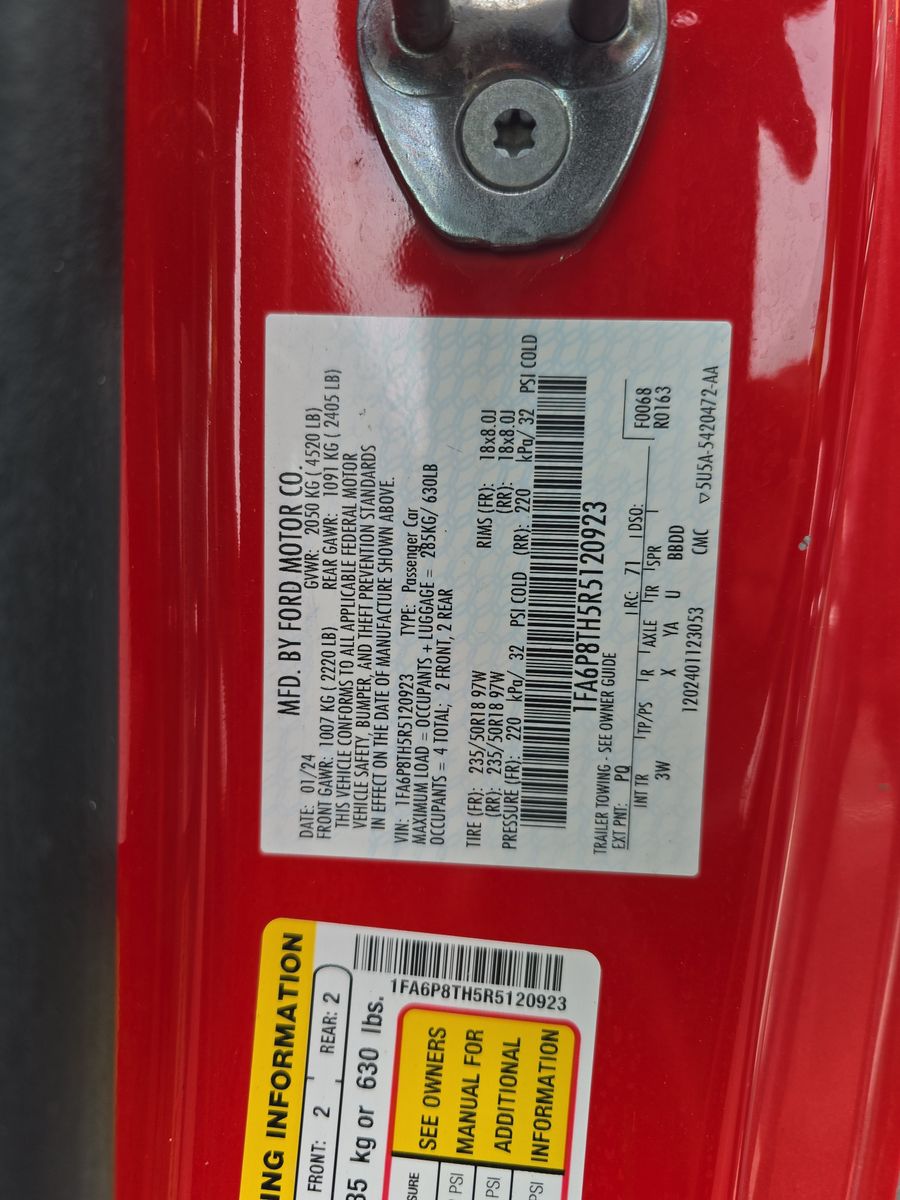 MFD. BY FORD MOTOR CO.
DATE: 01/24 GVWR: 2050 KG ( 4520 LB)
FRONT GAWR: 1007 KG ( 2220 LB) REAR GAWR: 1091 KG ( 2405 LB)
THIS VEHICLE CONFORMS TO ALL APPLICABLE FEDERAL MOTOR
VEHICLE SAFETY, BUMPER, AND THEFT PREVENTION STANDARDS
IN EFFECT ON THE DATE OF MANUFACTURE SHOWN ABOVE.
VIN: 1FA6P8TH5R5120923 TYPE: Passenger Car
MAXIMUM LOAD = OCCUPANTS + LUGGAGE = 285KG/ 630LB
OCCUPANTS = 4 TOTAL; 2 FRONT, 2 REAR
TIRE (FR): 235/50R18 97W RIMS (FR): 18x8.0J
(RR): 235/50R18 97W (RR): 18x8.0J
PRESSURE (FR): 220 kPa/ 32 PSI COLD (RR): 220 kPa/ 32 PSI COLD
1FA6P8TH5R5120923
TRAILER TOWING - SEE OWNER GUIDE
EXT PNT: PQ RC: 71 DSO: F0068
INT TR TP/PS R AXLE TR SPR R0163
3W X YA U BBDD
1202401123053 CMC ▽5U5A-5420472-AA
ING INFORMATION
FRONT: 2 REAR: 2
85 kg or 630 lbs.
1FA6P8TH5R5120923
SURE
PSI
PSI
PSI
SEE OWNERS
MANUAL FOR
ADDITIONAL
INFORMATION